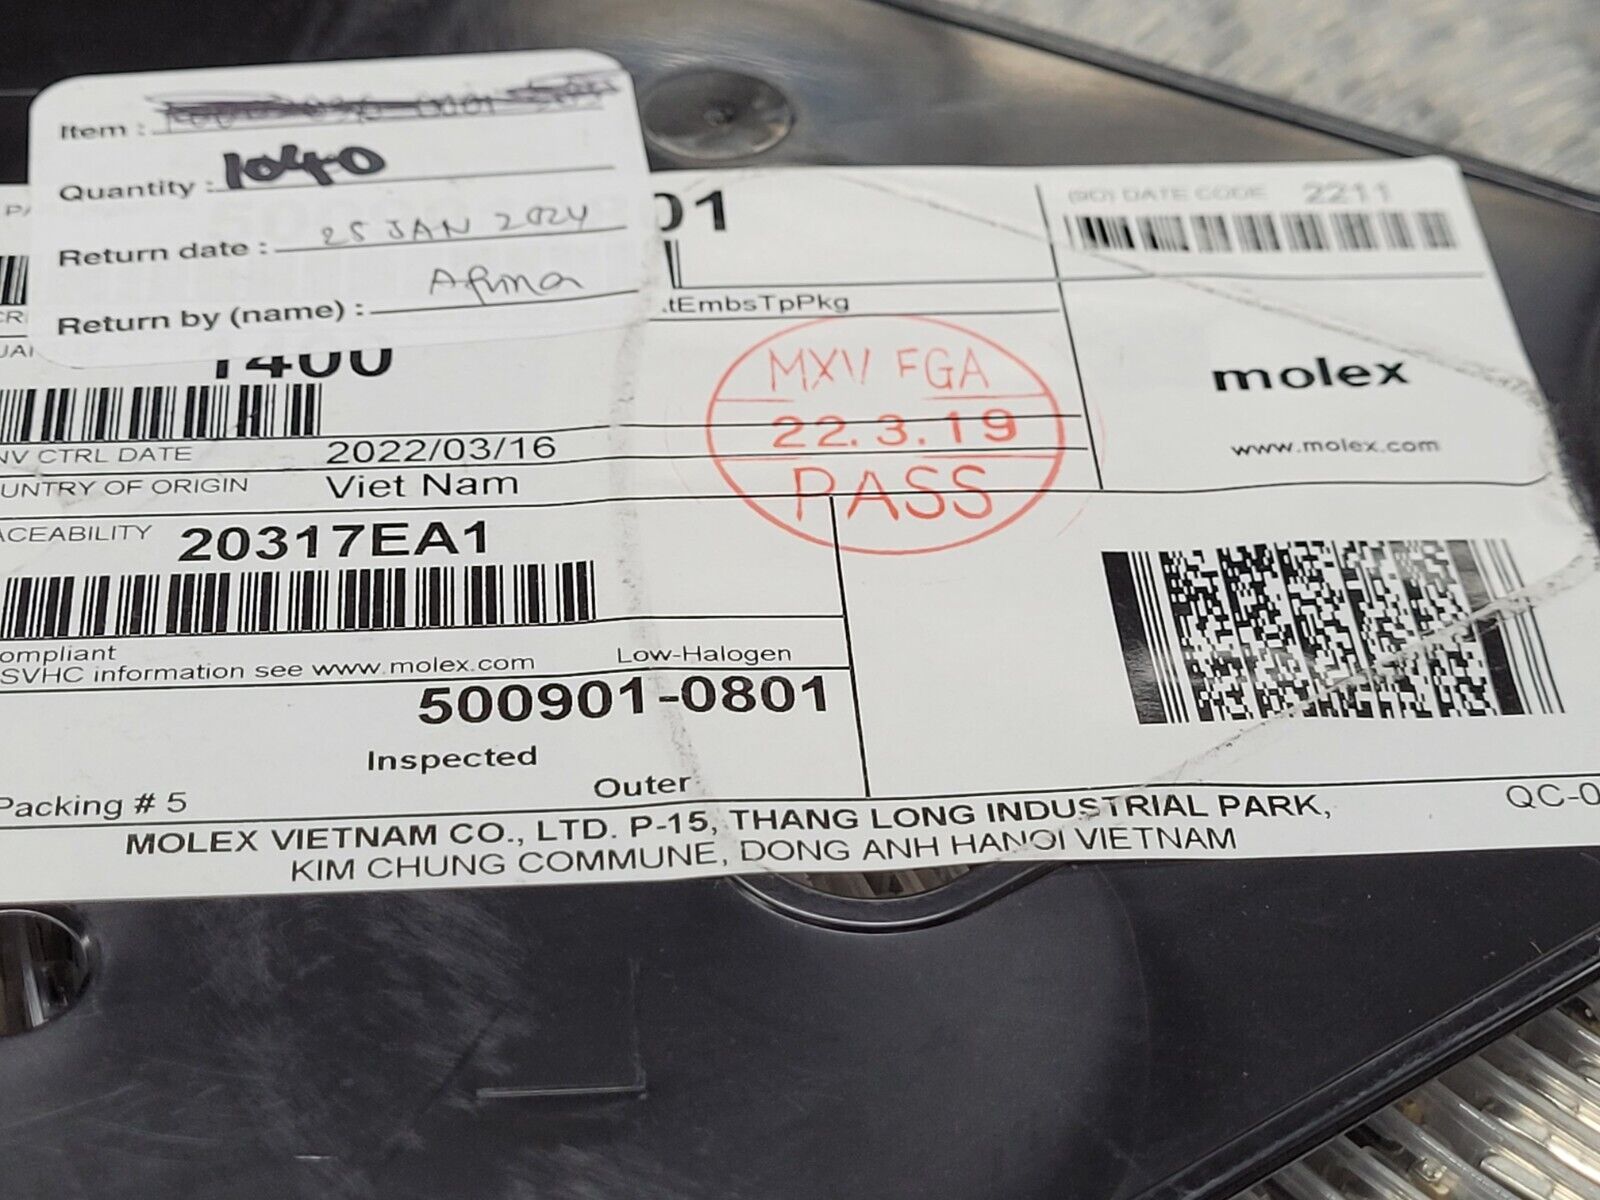 Item :
Quantity : 1040
Return date : 25 JAN 2024
Return by (name) :
01
(9D) DATE CODE 2211
tEmbsTpPkg
1400
MXV FGA
22.3.19
PASS
molex
www.molex.com
NV CTRL DATE 2022/03/16
UNTRY OF ORIGIN Viet Nam
ACEABILITY 20317EA1
ompliant
SVHC information see www.molex.com Low-Halogen
500901-0801
Inspected
Outer
Packing # 5
MOLEX VIETNAM CO., LTD. P-15, THANG LONG INDUSTRIAL PARK,
KIM CHUNG COMMUNE, DONG ANH HANOI VIETNAM
QC-0